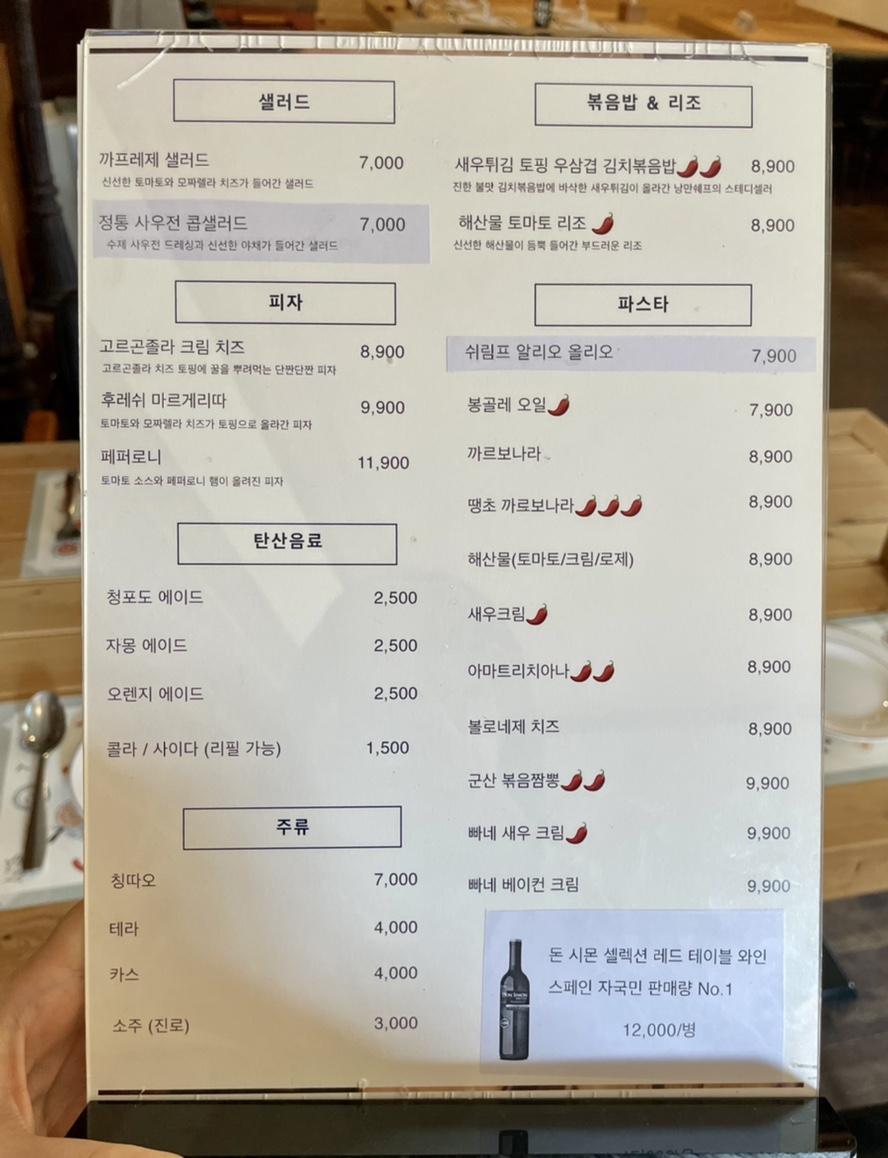 샐러드
까프레제 샐러드 7,000
신선한 토마토와 모짜렐라 치즈가 들어간 샐러드
정통 사우전 콥샐러드 7,000
수제 사우전 드레싱과 신선한 야채가 들어간 샐러드
피자
고르곤졸라 크림 치즈 8,900
고르곤졸라 치즈 토핑에 꿀을 뿌려먹는 단짠단짠 피자
후레쉬 마르게리따 9,900
토마토와 모짜렐라 치즈가 토핑으로 올라간 피자
페퍼로니 11,900
토마토 소스와 페퍼로니 햄이 올려진 피자
탄산음료
청포도 에이드 2,500
자몽 에이드 2,500
오렌지 에이드 2,500
콜라 / 사이다 (리필 가능) 1,500
주류
칭따오 7,000
테라 4,000
카스 4,000
소주 (진로) 3,000
볶음밥 & 리조
새우튀김 토핑 우삼겹 김치볶음밥🌶🌶 8,900
진한 불맛 김치볶음밥에 바삭한 새우튀김이 올라간 낭만쉐프의 스테디셀러
해산물 토마토 리조 🌶 8,900
신선한 해산물이 듬뿍 들어간 부드러운 리조
파스타
쉬림프 알리오 올리오 7,900
봉골레 오일🌶 7,900
까르보나라 8,900
땡초 까르보나라🌶🌶🌶 8,900
해산물(토마토/크림/로제) 8,900
새우크림🌶 8,900
아마트리치아나🌶🌶 8,900
볼로네제 치즈 8,900
군산 볶음짬뽕🌶🌶 9,900
빠네 새우 크림🌶 9,900
빠네 베이컨 크림 9,900
돈 시몬 셀렉션 레드 테이블 와인
스페인 자국민 판매량 No.1
12,000/병
DON SIMON